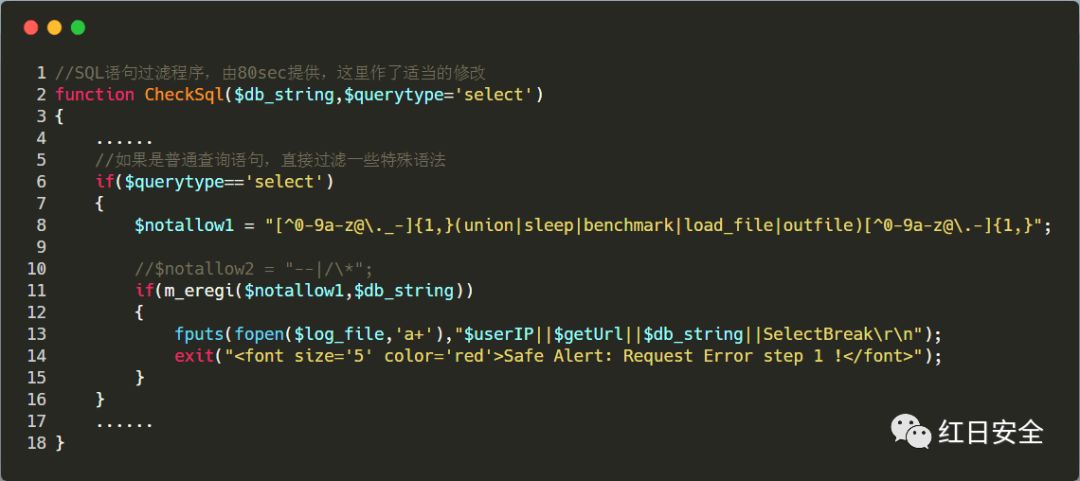 1 //SQL语句过滤程序，由80sec提供，这里作了适当的修改
2 function CheckSql($db_string,$querytype='select')
3 {
4     ......
5     //如果是普通查询语句，直接过滤一些特殊语法
6     if($querytype=='select')
7     {
8         $notallow1 = "[^0-9a-z@\._-]{1,}(union|sleep|benchmark|load_file|outfile)[^0-9a-z@\.-]{1,}";
9
10         //$notallow2 = "--|/\*";
11         if(m_eregi($notallow1,$db_string))
12         {
13             fputs(fopen($log_file,'a+'),"$userIP||$getUrl||$db_string||SelectBreak\r\n");
14             exit("<font size='5' color='red'>Safe Alert: Request Error step 1 !</font>");
15         }
16     }
17     ......
18 }
红日安全